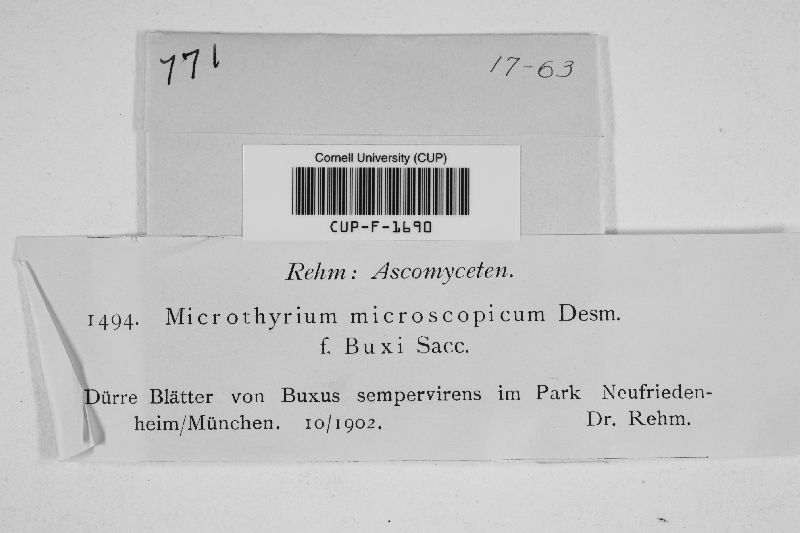 771 17-63
Cornell University (CUP)
CUP-F-1690
Rehm: Ascomyceten.
1494. Microthyrium microscopicum Desm.
f. Buxi Sacc.
Dürre Blätter von Buxus sempervirens im Park Neufrieden-
heim/München. 10/1902. Dr. Rehm.